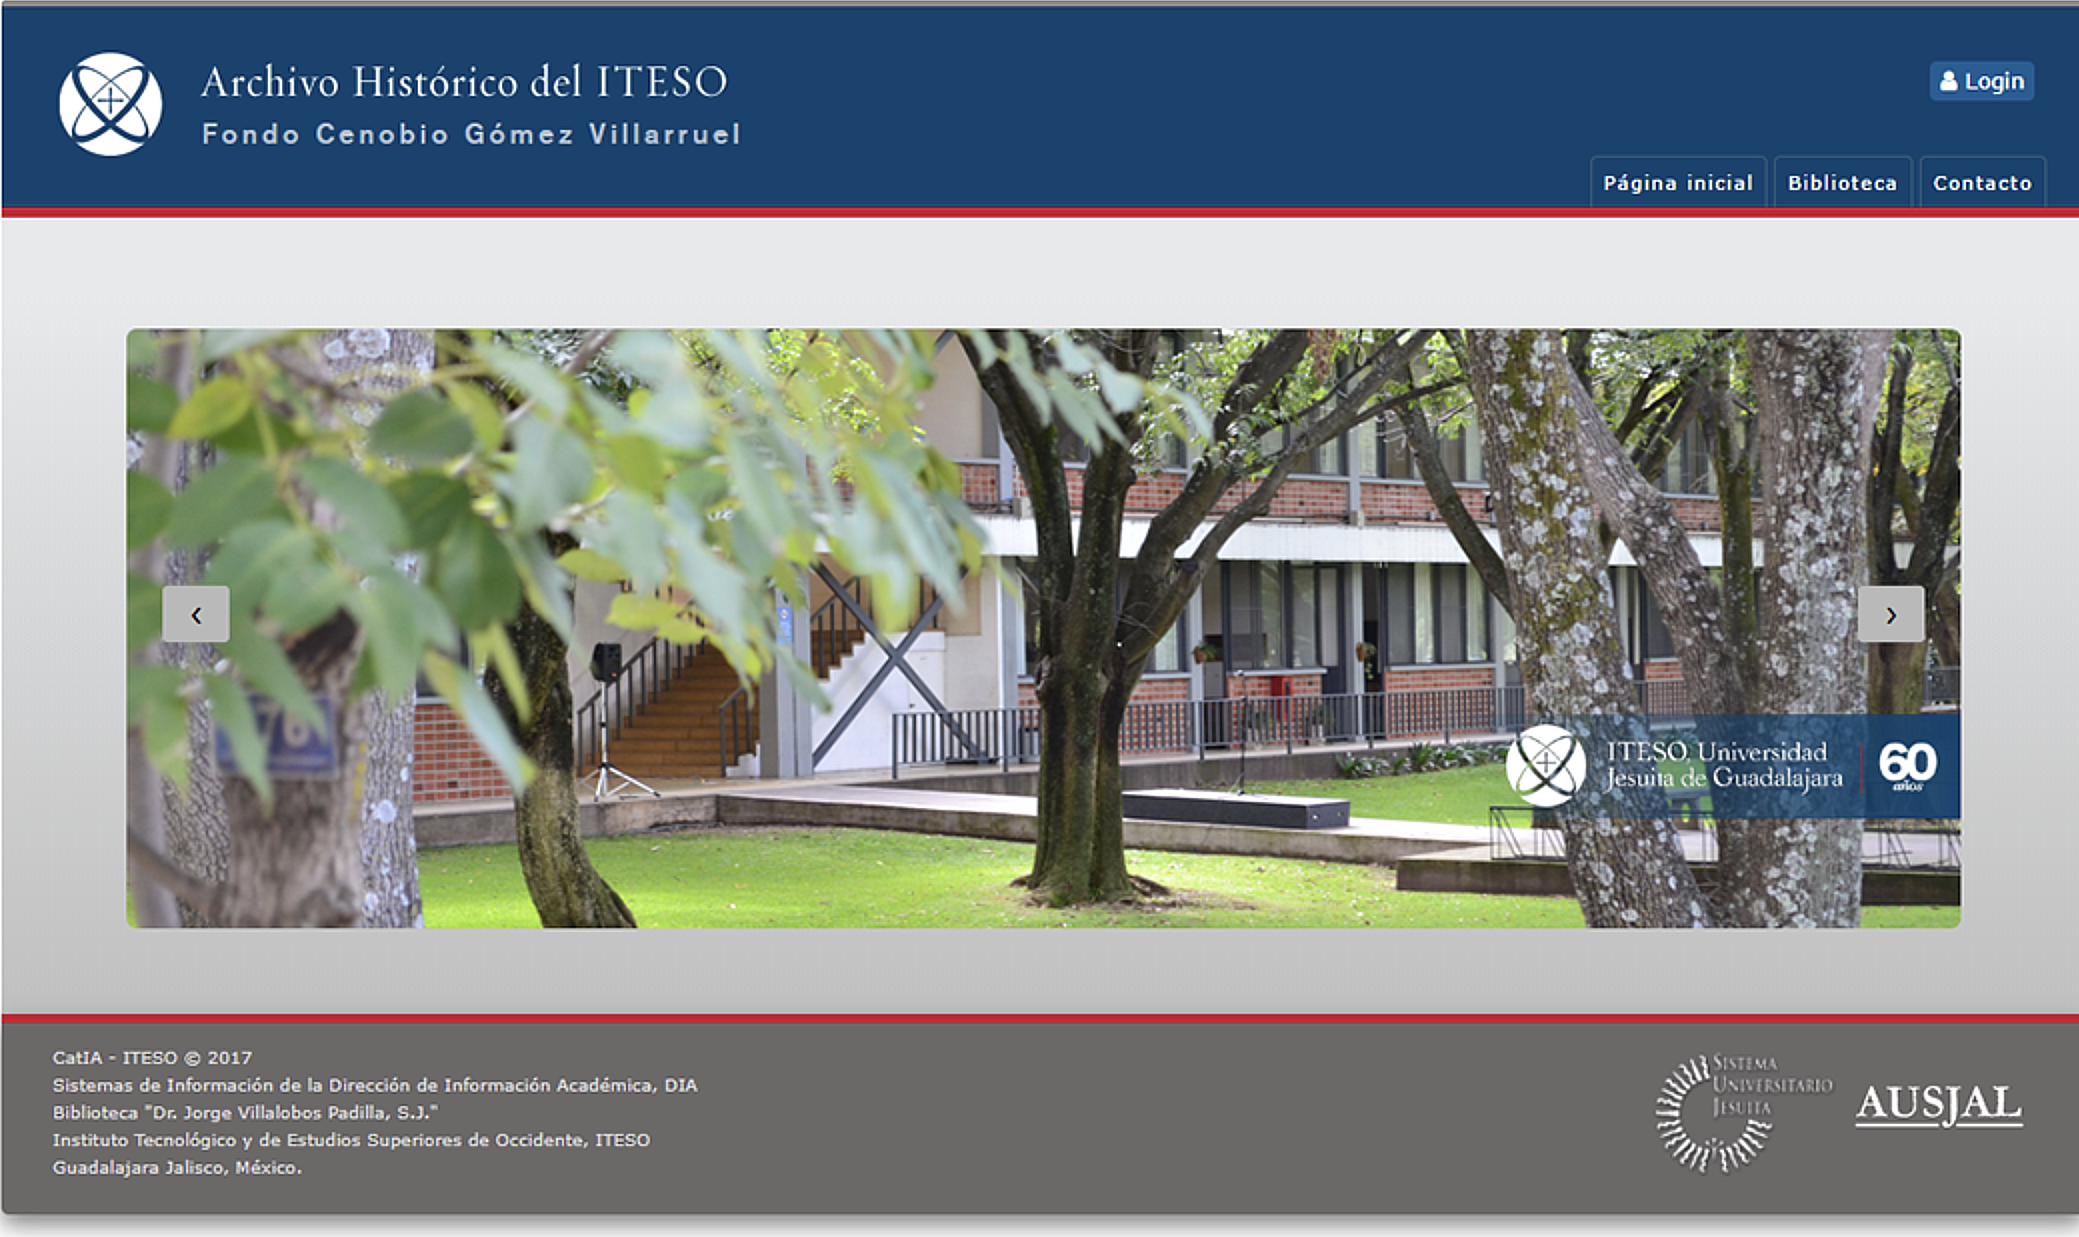 Archivo Histórico del ITESO
Fondo Cenobio Gómez Villarruel
Login
Página inicial
Biblioteca
Contacto
‹
›
76
ITESO, Universidad
Jesuita de Guadalajara
60
años
CatIA - ITESO © 2017
Sistemas de Información de la Dirección de Información Académica, DIA
Biblioteca "Dr. Jorge Villalobos Padilla, S.J."
Instituto Tecnológico y de Estudios Superiores de Occidente, ITESO
Guadalajara Jalisco, México.
SISTEMA
UNIVERSITARIO
JESUITA
AUSJAL